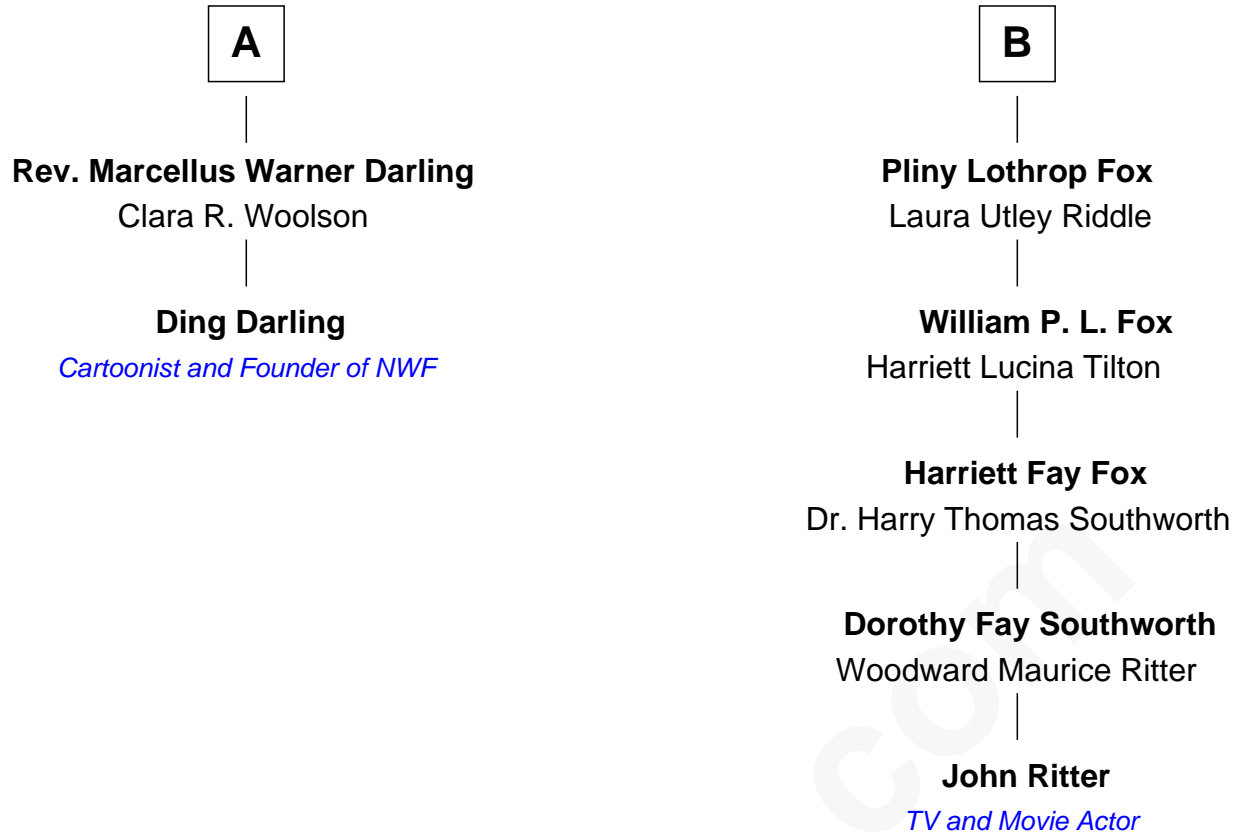 A
Rev. Marcellus Warner Darling
Clara R. Woolson
Ding Darling
Cartoonist and Founder of NWF
B
Pliny Lothrop Fox
Laura Utley Riddle
William P. L. Fox
Harriett Lucina Tilton
Harriett Fay Fox
Dr. Harry Thomas Southworth
Dorothy Fay Southworth
Woodward Maurice Ritter
John Ritter
TV and Movie Actor
com